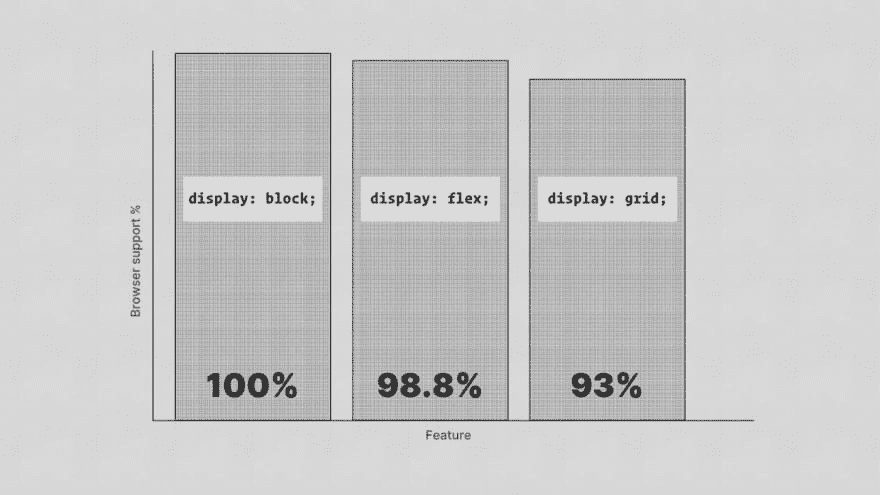 Browser support %
display: block;
display: flex;
display: grid;
100%
98.8%
93%
Feature